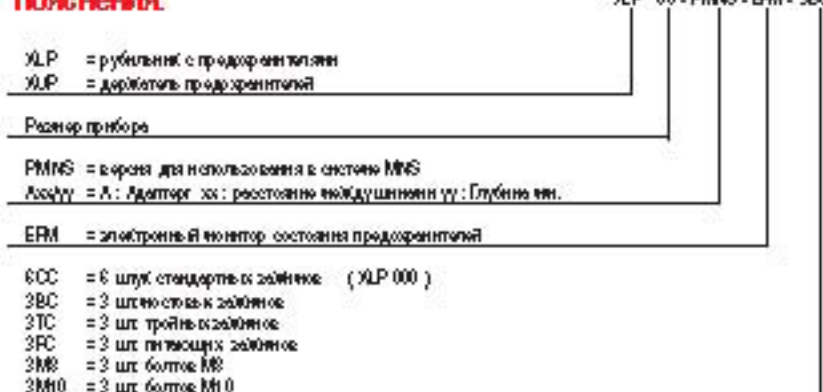 Пояснения:
XLP 00 - PMNS - EFM -
XLP = рубильник с предохранителями
XUP = держатель предохранителей
Размер прибора
PMNS = версия для использования в системе MNS
Axx/yy = A : Адаптер xx : расстояние между шинами yy : Глубина мм.
EFM = электронный монитор состояния предохранителей
6CC = 6 штук стандартных зажимов ( XLP 000 )
3BC = 3 шт. мостовых зажимов
3TC = 3 шт. тройных зажимов
3FC = 3 шт. питающих зажимов
3M8 = 3 шт. болтов M8
3M10 = 3 шт. болтов M10